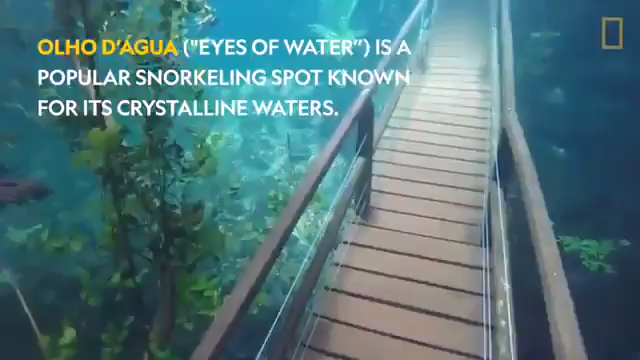 OLHO D'ÁGUA ("EYES OF WATER") IS A
POPULAR SNORKELING SPOT KNOWN
FOR ITS CRYSTALLINE WATERS.